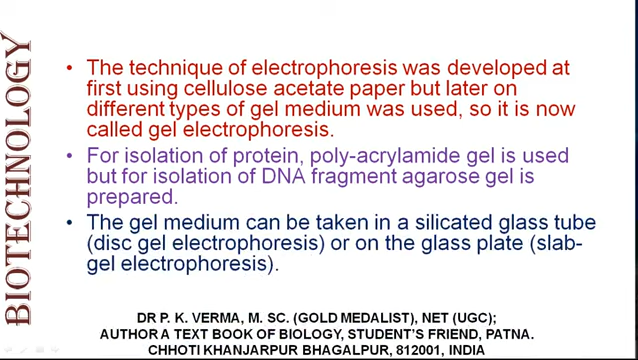 BIOTECHNOLOGY
• The technique of electrophoresis was developed at
first using cellulose acetate paper but later on
different types of gel medium was used, so it is now
called gel electrophoresis.
• For isolation of protein, poly-acrylamide gel is used
but for isolation of DNA fragment agarose gel is
prepared.
• The gel medium can be taken in a silicated glass tube
(disc gel electrophoresis) or on the glass plate (slab-
gel electrophoresis).
DR P. K. VERMA, M. SC. (GOLD MEDALIST), NET (UGC);
AUTHOR A TEXT BOOK OF BIOLOGY, STUDENT'S FRIEND, PATNA.
CHHOTI KHANJARPUR BHAGALPUR, 812001, INDIA